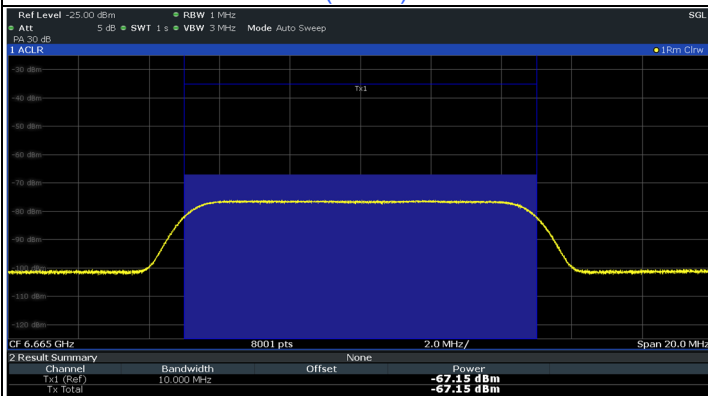 Ref Level -25.00 dBm RBW 1 MHz SGL
Att 5 dB SWT 1 s VBW 3 MHz Mode Auto Sweep
PA 30 dB
1 ACLR 1Rm Clrw
-30 dBm
Tx1
-40 dBm
-50 dBm
-60 dBm
-70 dBm
-80 dBm
-90 dBm
-100 dBm
-110 dBm
-120 dBm
CF 6.665 GHz 8001 pts 2.0 MHz/ Span 20.0 MHz
2 Result Summary None
Channel Bandwidth Offset Power
Tx1 (Ref) 10.000 MHz -67.15 dBm
Tx Total -67.15 dBm